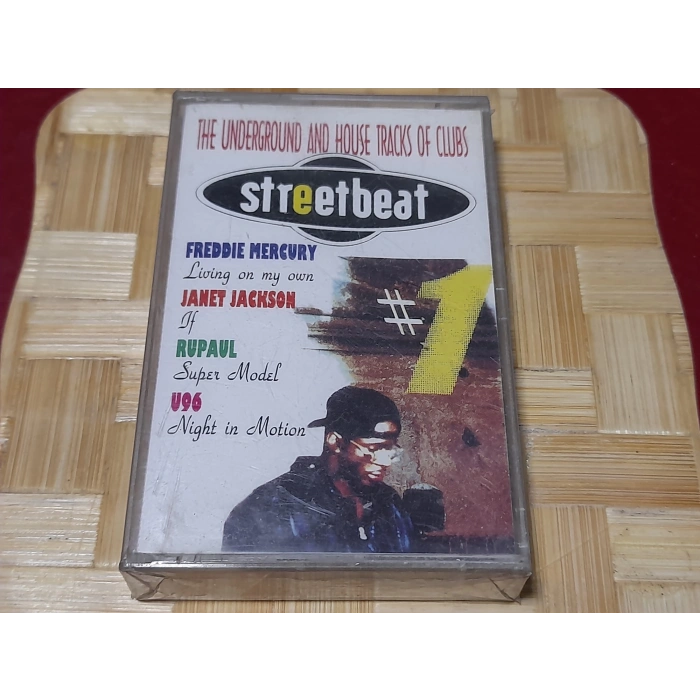 THE UNDERGROUND AND HOUSE TRACKS OF CLUBS
streetbeat
FREDDIE MERCURY
Living on my own
JANET JACKSON
If
RUPAUL
Super Model
U96
Night in Motion
#1